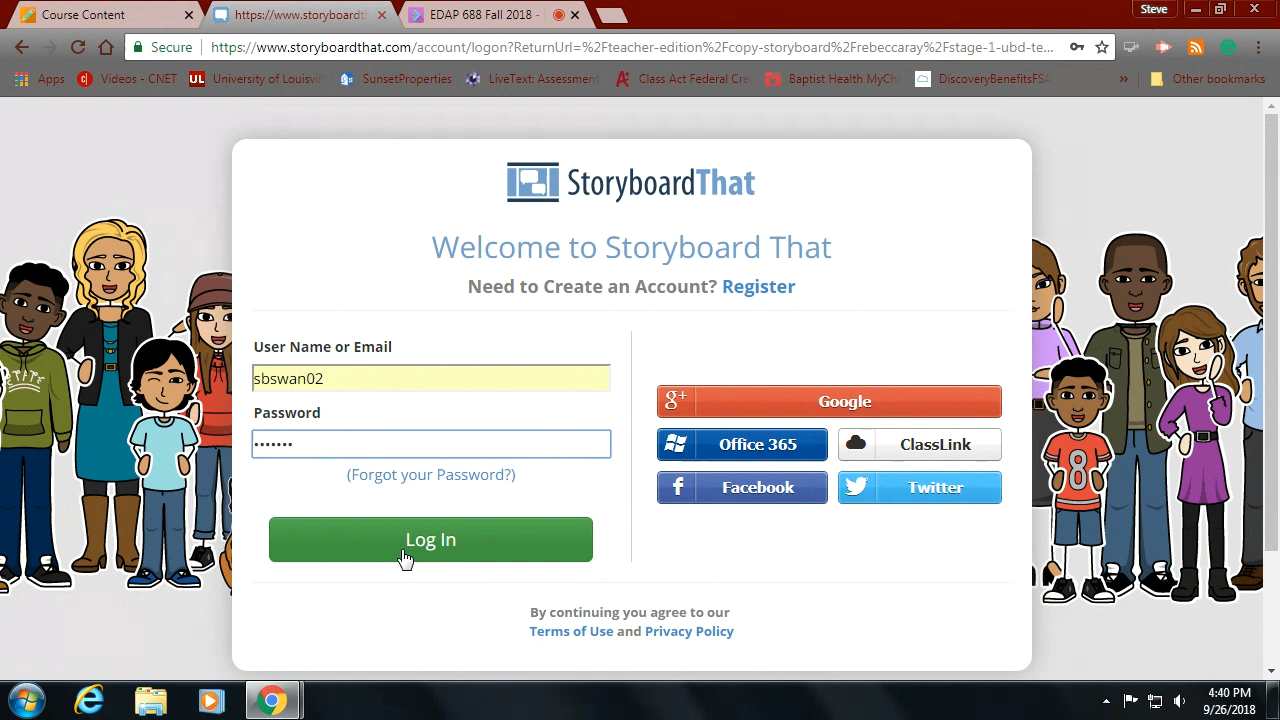 Course Content
https://www.storyboardth
EDAP 688 Fall 2018 -
Steve
Secure
https://www.storyboardthat.com/account/logon?ReturnUrl=%2Fteacher-edition%2Fcopy-storyboard%2Frebeccaray%2Fstage-1-ubd-te...
Apps
Videos - CNET
University of Louisvil
SunsetProperties
LiveText: Assessment
Class Act Federal Cre
Baptist Health MyCh
DiscoveryBenefitsFSA
»
Other bookmarks
StoryboardThat
Welcome to Storyboard That
Need to Create an Account? Register
User Name or Email
sbswan02
Password
•••••••
(Forgot your Password?)
Log In
g+ Google
Office 365
ClassLink
f Facebook
Twitter
By continuing you agree to our
Terms of Use and Privacy Policy
8
4:40 PM
9/26/2018